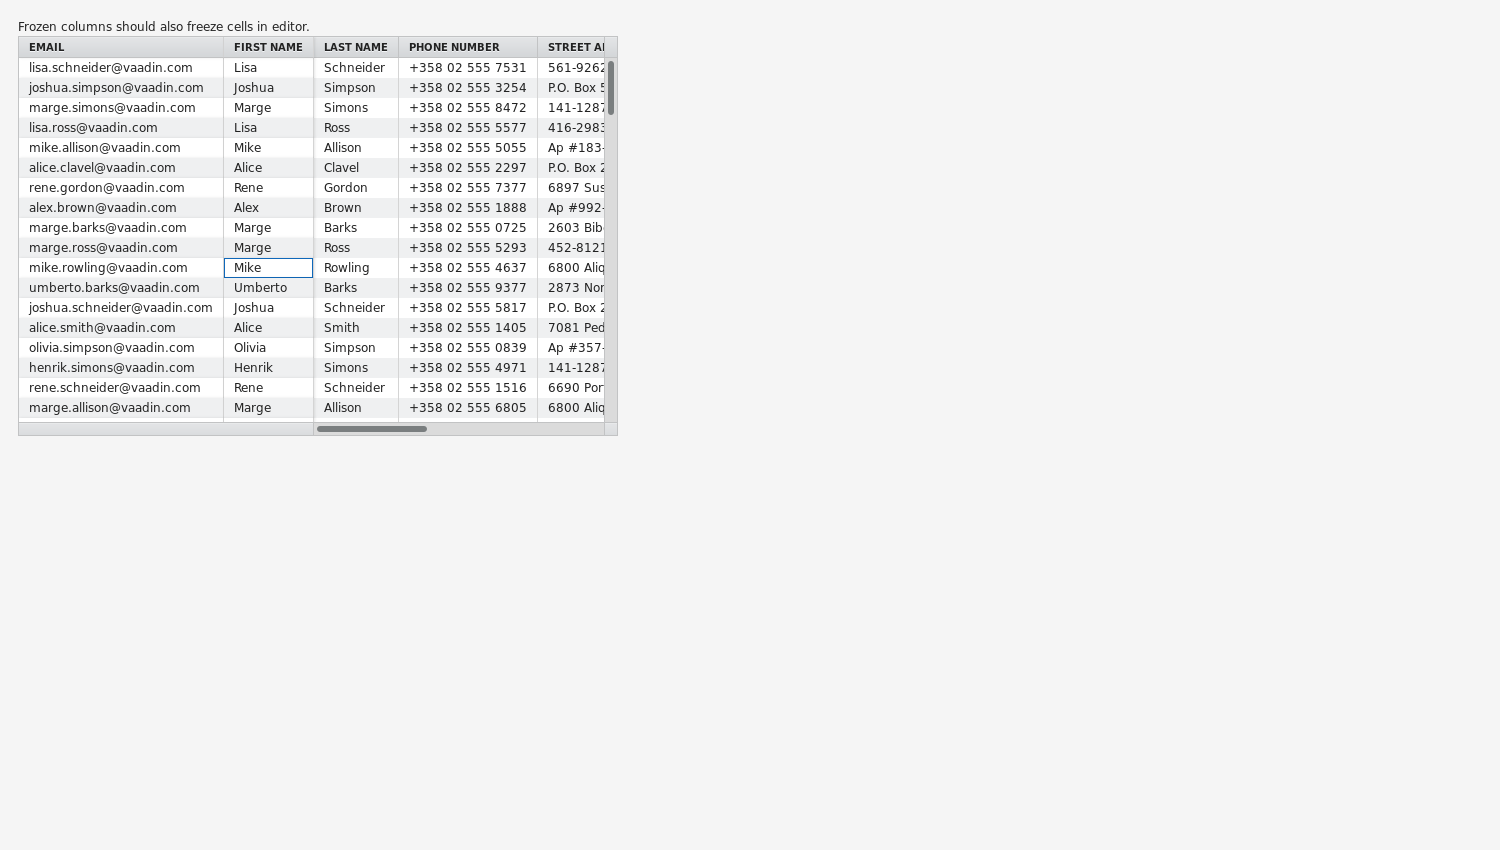 Frozen columns should also freeze cells in editor.
EMAIL FIRST NAME LAST NAME PHONE NUMBER STREET
lisa.schneider@vaadin.com Lisa Schneider +358 02 555 7531 561-9262
joshua.simpson@vaadin.com Joshua Simpson +358 02 555 3254 P.O. Box 5
marge.simons@vaadin.com Marge Simons +358 02 555 8472 141-1287
lisa.ross@vaadin.com Lisa Ross +358 02 555 5577 416-2983
mike.allison@vaadin.com Mike Allison +358 02 555 5055 Ap #183-
alice.clavel@vaadin.com Alice Clavel +358 02 555 2297 P.O. Box 2
rene.gordon@vaadin.com Rene Gordon +358 02 555 7377 6897 Sus
alex.brown@vaadin.com Alex Brown +358 02 555 1888 Ap #992-
marge.barks@vaadin.com Marge Barks +358 02 555 0725 2603 Bib
marge.ross@vaadin.com Marge Ross +358 02 555 5293 452-8121
mike.rowling@vaadin.com Mike Rowling +358 02 555 4637 6800 Aliq
umberto.barks@vaadin.com Umberto Barks +358 02 555 9377 2873 Non
joshua.schneider@vaadin.com Joshua Schneider +358 02 555 5817 P.O. Box 2
alice.smith@vaadin.com Alice Smith +358 02 555 1405 7081 Ped
olivia.simpson@vaadin.com Olivia Simpson +358 02 555 0839 Ap #357-
henrik.simons@vaadin.com Henrik Simons +358 02 555 4971 141-1287
rene.schneider@vaadin.com Rene Schneider +358 02 555 1516 6690 Por
marge.allison@vaadin.com Marge Allison +358 02 555 6805 6800 Aliq